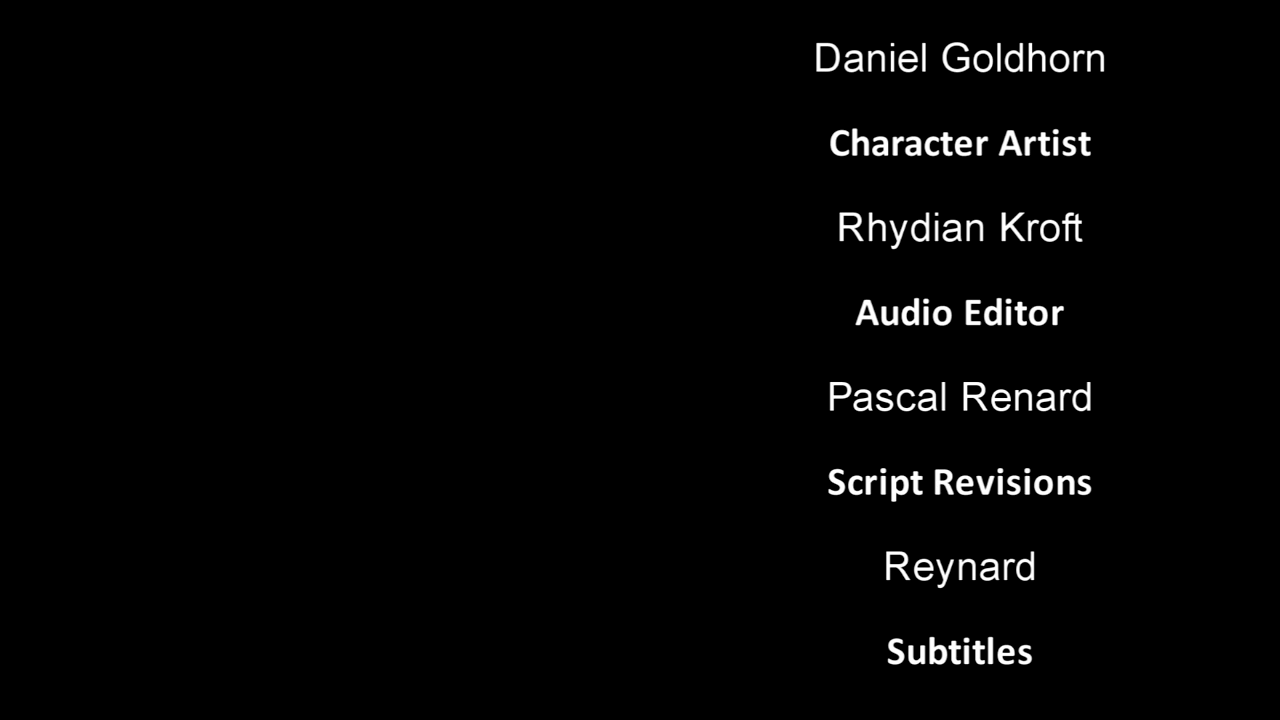 Daniel Goldhorn
Character Artist
Rhydian Kroft
Audio Editor
Pascal Renard
Script Revisions
Reynard
Subtitles